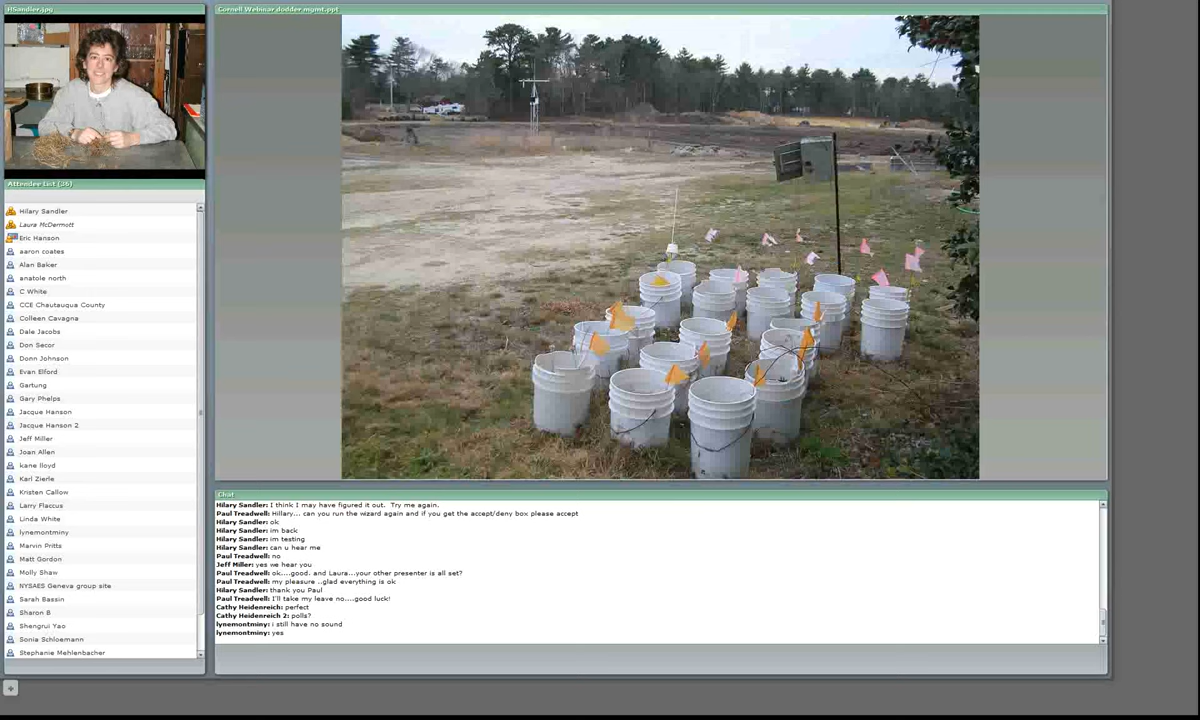 HSandler.jpg
Cornell Webinar dodder mgmt.ppt
Attendee List (36)
Hilary Sandler
Laura McDermott
Eric Hanson
aaron coates
Alan Baker
anatole north
C White
CCE Chautauqua County
Colleen Cavagna
Dale Jacobs
Don Secor
Donn Johnson
Evan Elford
Gartung
Gary Phelps
Jacque Hanson
Jacque Hanson 2
Jeff Miller
Joan Allen
kane lloyd
Karl Zierle
Kristen Callow
Larry Flaccus
Linda White
lynemontminy
Marvin Pritts
Matt Gordon
Molly Shaw
NYSAES Geneva group site
Sarah Bassin
Sharon B
Shengrui Yao
Sonia Schloemann
Stephanie Mehlenbacher
Chat
Hilary Sandler: I think I may have figured it out.  Try me again.
Paul Treadwell: Hillary... can you run the wizard again and if you get the accept/deny box please accept
Hilary Sandler: ok
Hilary Sandler: im back
Hilary Sandler: im testing
Hilary Sandler: can u hear me
Paul Treadwell: no
Jeff Miller: yes we hear you
Paul Treadwell: ok....good. and Laura...your other presenter is all set?
Paul Treadwell: my pleasure ..glad everything is ok
Hilary Sandler: thank you Paul
Paul Treadwell: I'll take my leave no....good luck!
Cathy Heidenreich: perfect
Cathy Heidenreich 2: polls?
lynemontminy: i still have no sound
lynemontminy: yes